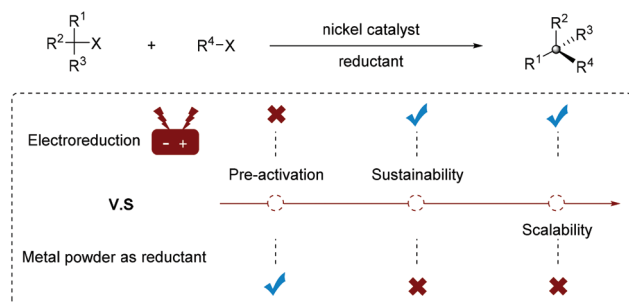 R¹
R² X + R⁴–X nickel catalyst
R³ reductant
R²
R³
R¹ R⁴
Electroreduction
- +
Pre-activation Sustainability
V.S
Scalability
Metal powder as reductant